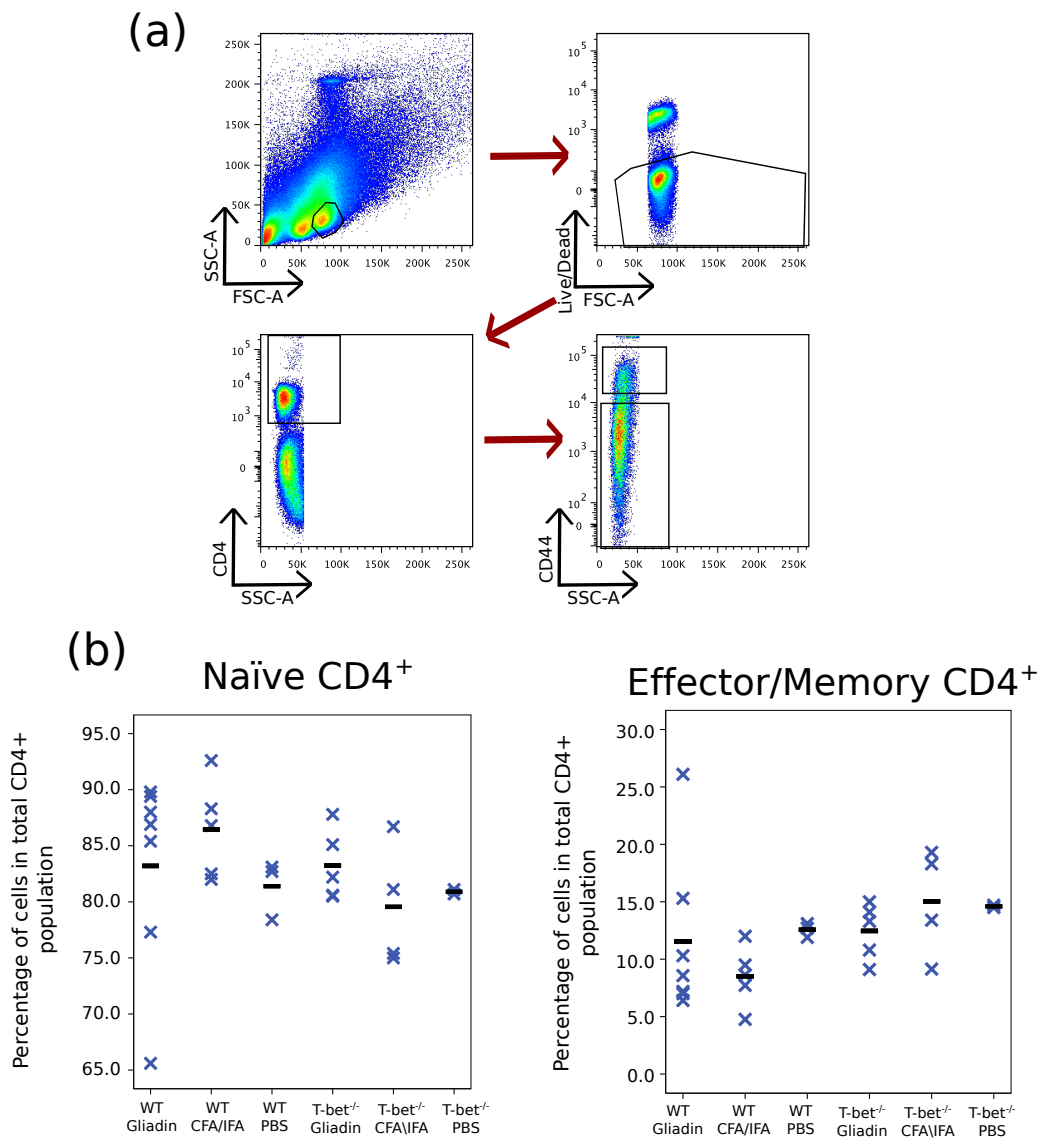 (a)
250K
200K
150K
100K
50K
0
0 50K 100K 150K 200K 250K
SSC-A
FSC-A
10^5
10^4
10^3
0
0 50K 100K 150K 200K 250K
Live/Dead
FSC-A
10^5
10^4
10^3
0
0 50K 100K 150K 200K 250K
CD4
SSC-A
10^5
10^4
10^3
10^2
0
0 50K 100K 150K 200K 250K
CD44
SSC-A
(b)
Naïve CD4⁺
Percentage of cells in total CD4+
population
95.0
90.0
85.0
80.0
75.0
70.0
65.0
WT
Gliadin
WT
CFA/IFA
WT
PBS
T-bet⁻/⁻
Gliadin
T-bet⁻/⁻
CFA\IFA
T-bet⁻/⁻
PBS
Effector/Memory CD4⁺
Percentage of cells in total CD4+
population
30.0
25.0
20.0
15.0
10.0
5.0
0.0
WT
Gliadin
WT
CFA/IFA
WT
PBS
T-bet⁻/⁻
Gliadin
T-bet⁻/⁻
CFA\IFA
T-bet⁻/⁻
PBS